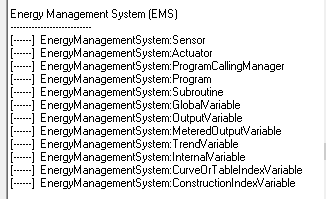 Energy Management System (EMS)
--------------------------
[-----] EnergyManagementSystem:Sensor
[-----] EnergyManagementSystem:Actuator
[-----] EnergyManagementSystem:ProgramCallingManager
[-----] EnergyManagementSystem:Program
[-----] EnergyManagementSystem:Subroutine
[-----] EnergyManagementSystem:GlobalVariable
[-----] EnergyManagementSystem:OutputVariable
[-----] EnergyManagementSystem:MeteredOutputVariable
[-----] EnergyManagementSystem:TrendVariable
[-----] EnergyManagementSystem:InternalVariable
[-----] EnergyManagementSystem:CurveOrTableIndexVariable
[-----] EnergyManagementSystem:ConstructionIndexVariable